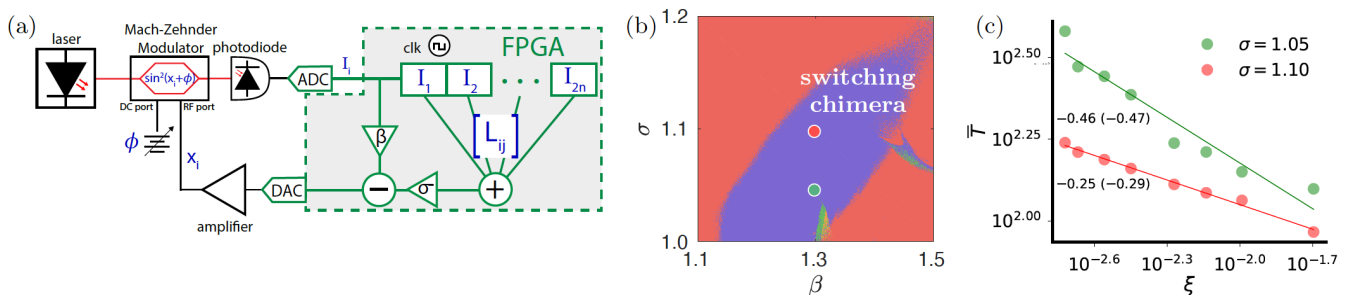 (a)
laser
Mach-Zehnder
Modulator
sin²(xᵢ+ϕ)
DC port
RF port
photodiode
ADC
Iᵢ
clk
FPGA
I₁ I₂ · · · I₂ₙ
β
[Lᵢⱼ]
ϕ
xᵢ
amplifier
DAC
−
σ
+
(b)
σ
1.2
1.1
1.0
switching
chimera
1.1 1.3 1.5
β
(c)
T̅
10^2.50
10^2.25
10^2.00
σ = 1.05
σ = 1.10
−0.46 (−0.47)
−0.25 (−0.29)
10^−2.6 10^−2.3 10^−2.0 10^−1.7
ξ